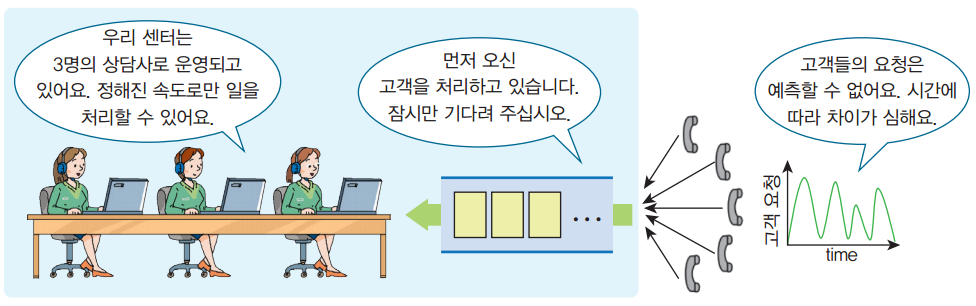 우리 센터는
3명의 상담사로 운영되고
있어요. 정해진 속도로만 일을
처리할 수 있어요.
먼저 오신
고객을 처리하고 있습니다.
잠시만 기다려 주십시오.
고객들의 요청은
예측할 수 없어요. 시간에
따라 차이가 심해요.
고객 요청
time